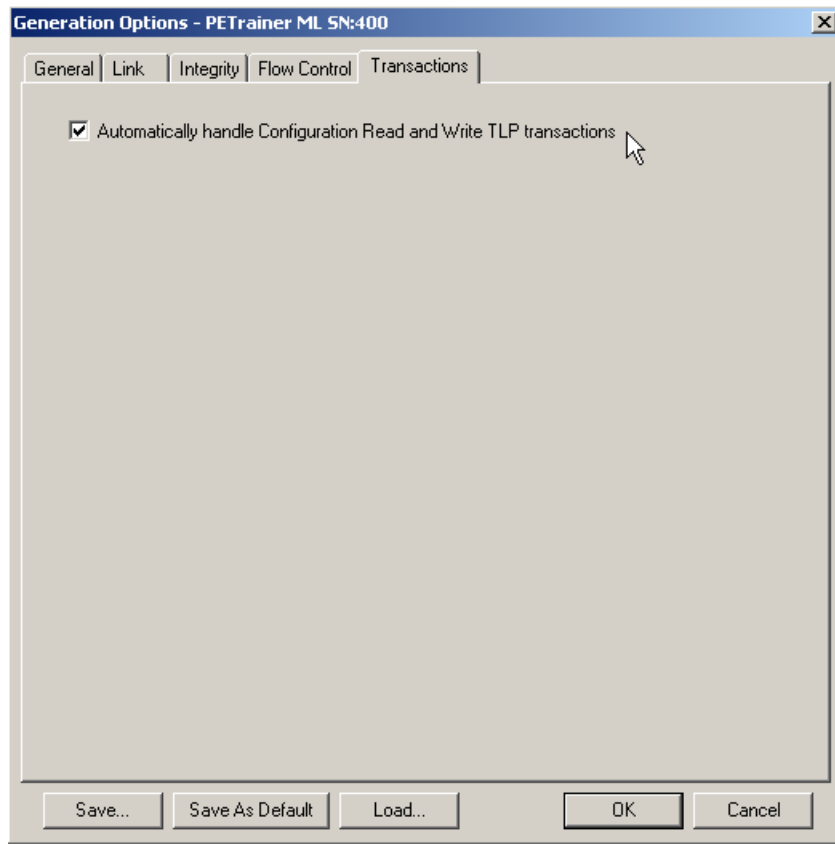 Generation Options - PETrainer ML SN:400
General Link Integrity Flow Control Transactions
Automatically handle Configuration Read and Write TLP transactions
Save... Save As Default Load... OK Cancel